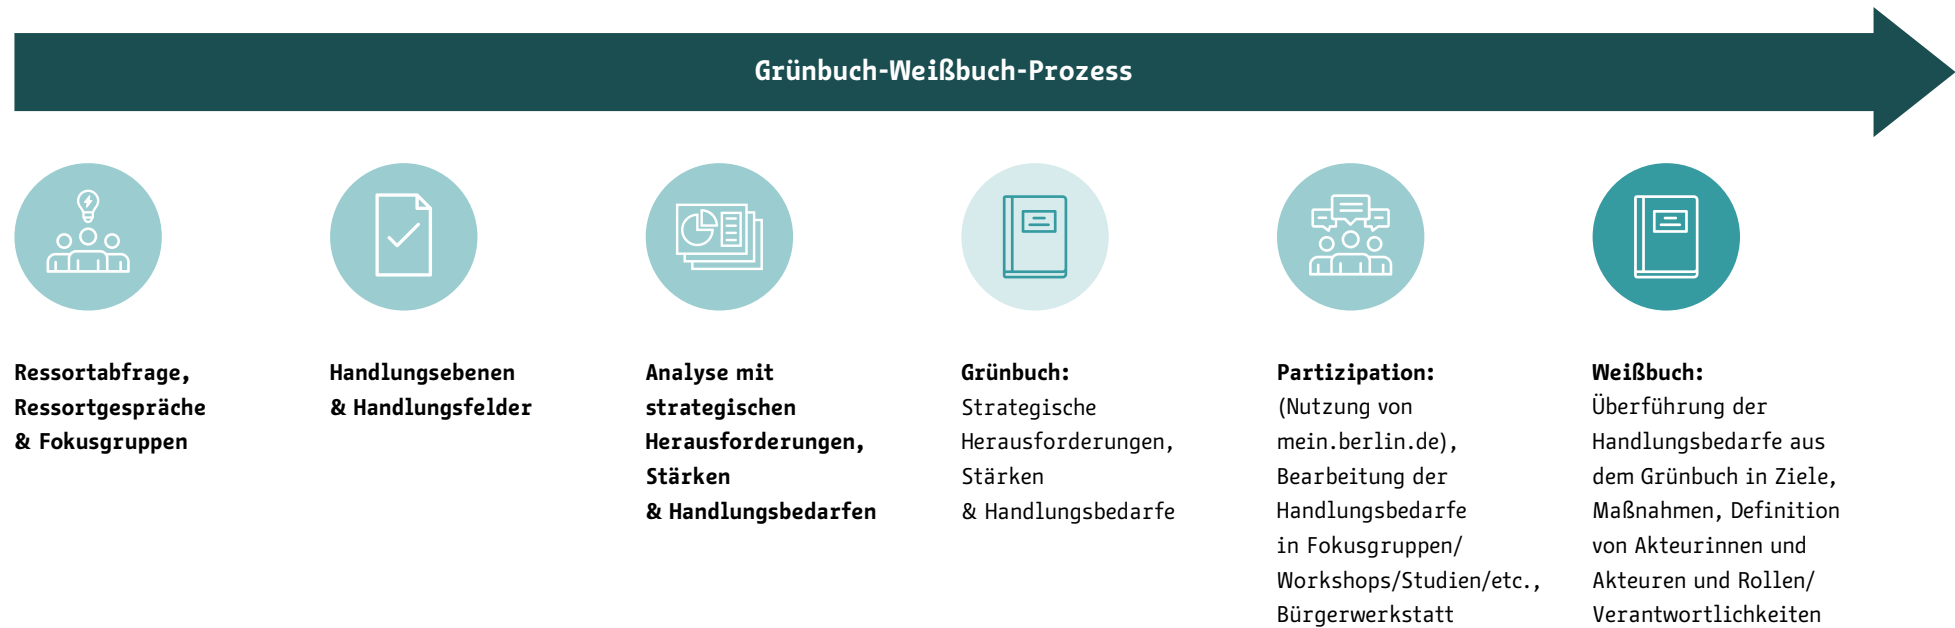 Grünbuch-Weißbuch-Prozess
Ressortabfrage,
Ressortgespräche
& Fokusgruppen
Handlungsebenen
& Handlungsfelder
Analyse mit
strategischen
Herausforderungen,
Stärken
& Handlungsbedarfen
Grünbuch:
Strategische
Herausforderungen,
Stärken
& Handlungsbedarfe
Partizipation:
(Nutzung von
mein.berlin.de),
Bearbeitung der
Handlungsbedarfe
in Fokusgruppen/
Workshops/Studien/etc.,
Bürgerwerkstatt
Weißbuch:
Überführung der
Handlungsbedarfe aus
dem Grünbuch in Ziele,
Maßnahmen, Definition
von Akteurinnen und
Akteuren und Rollen/
Verantwortlichkeiten